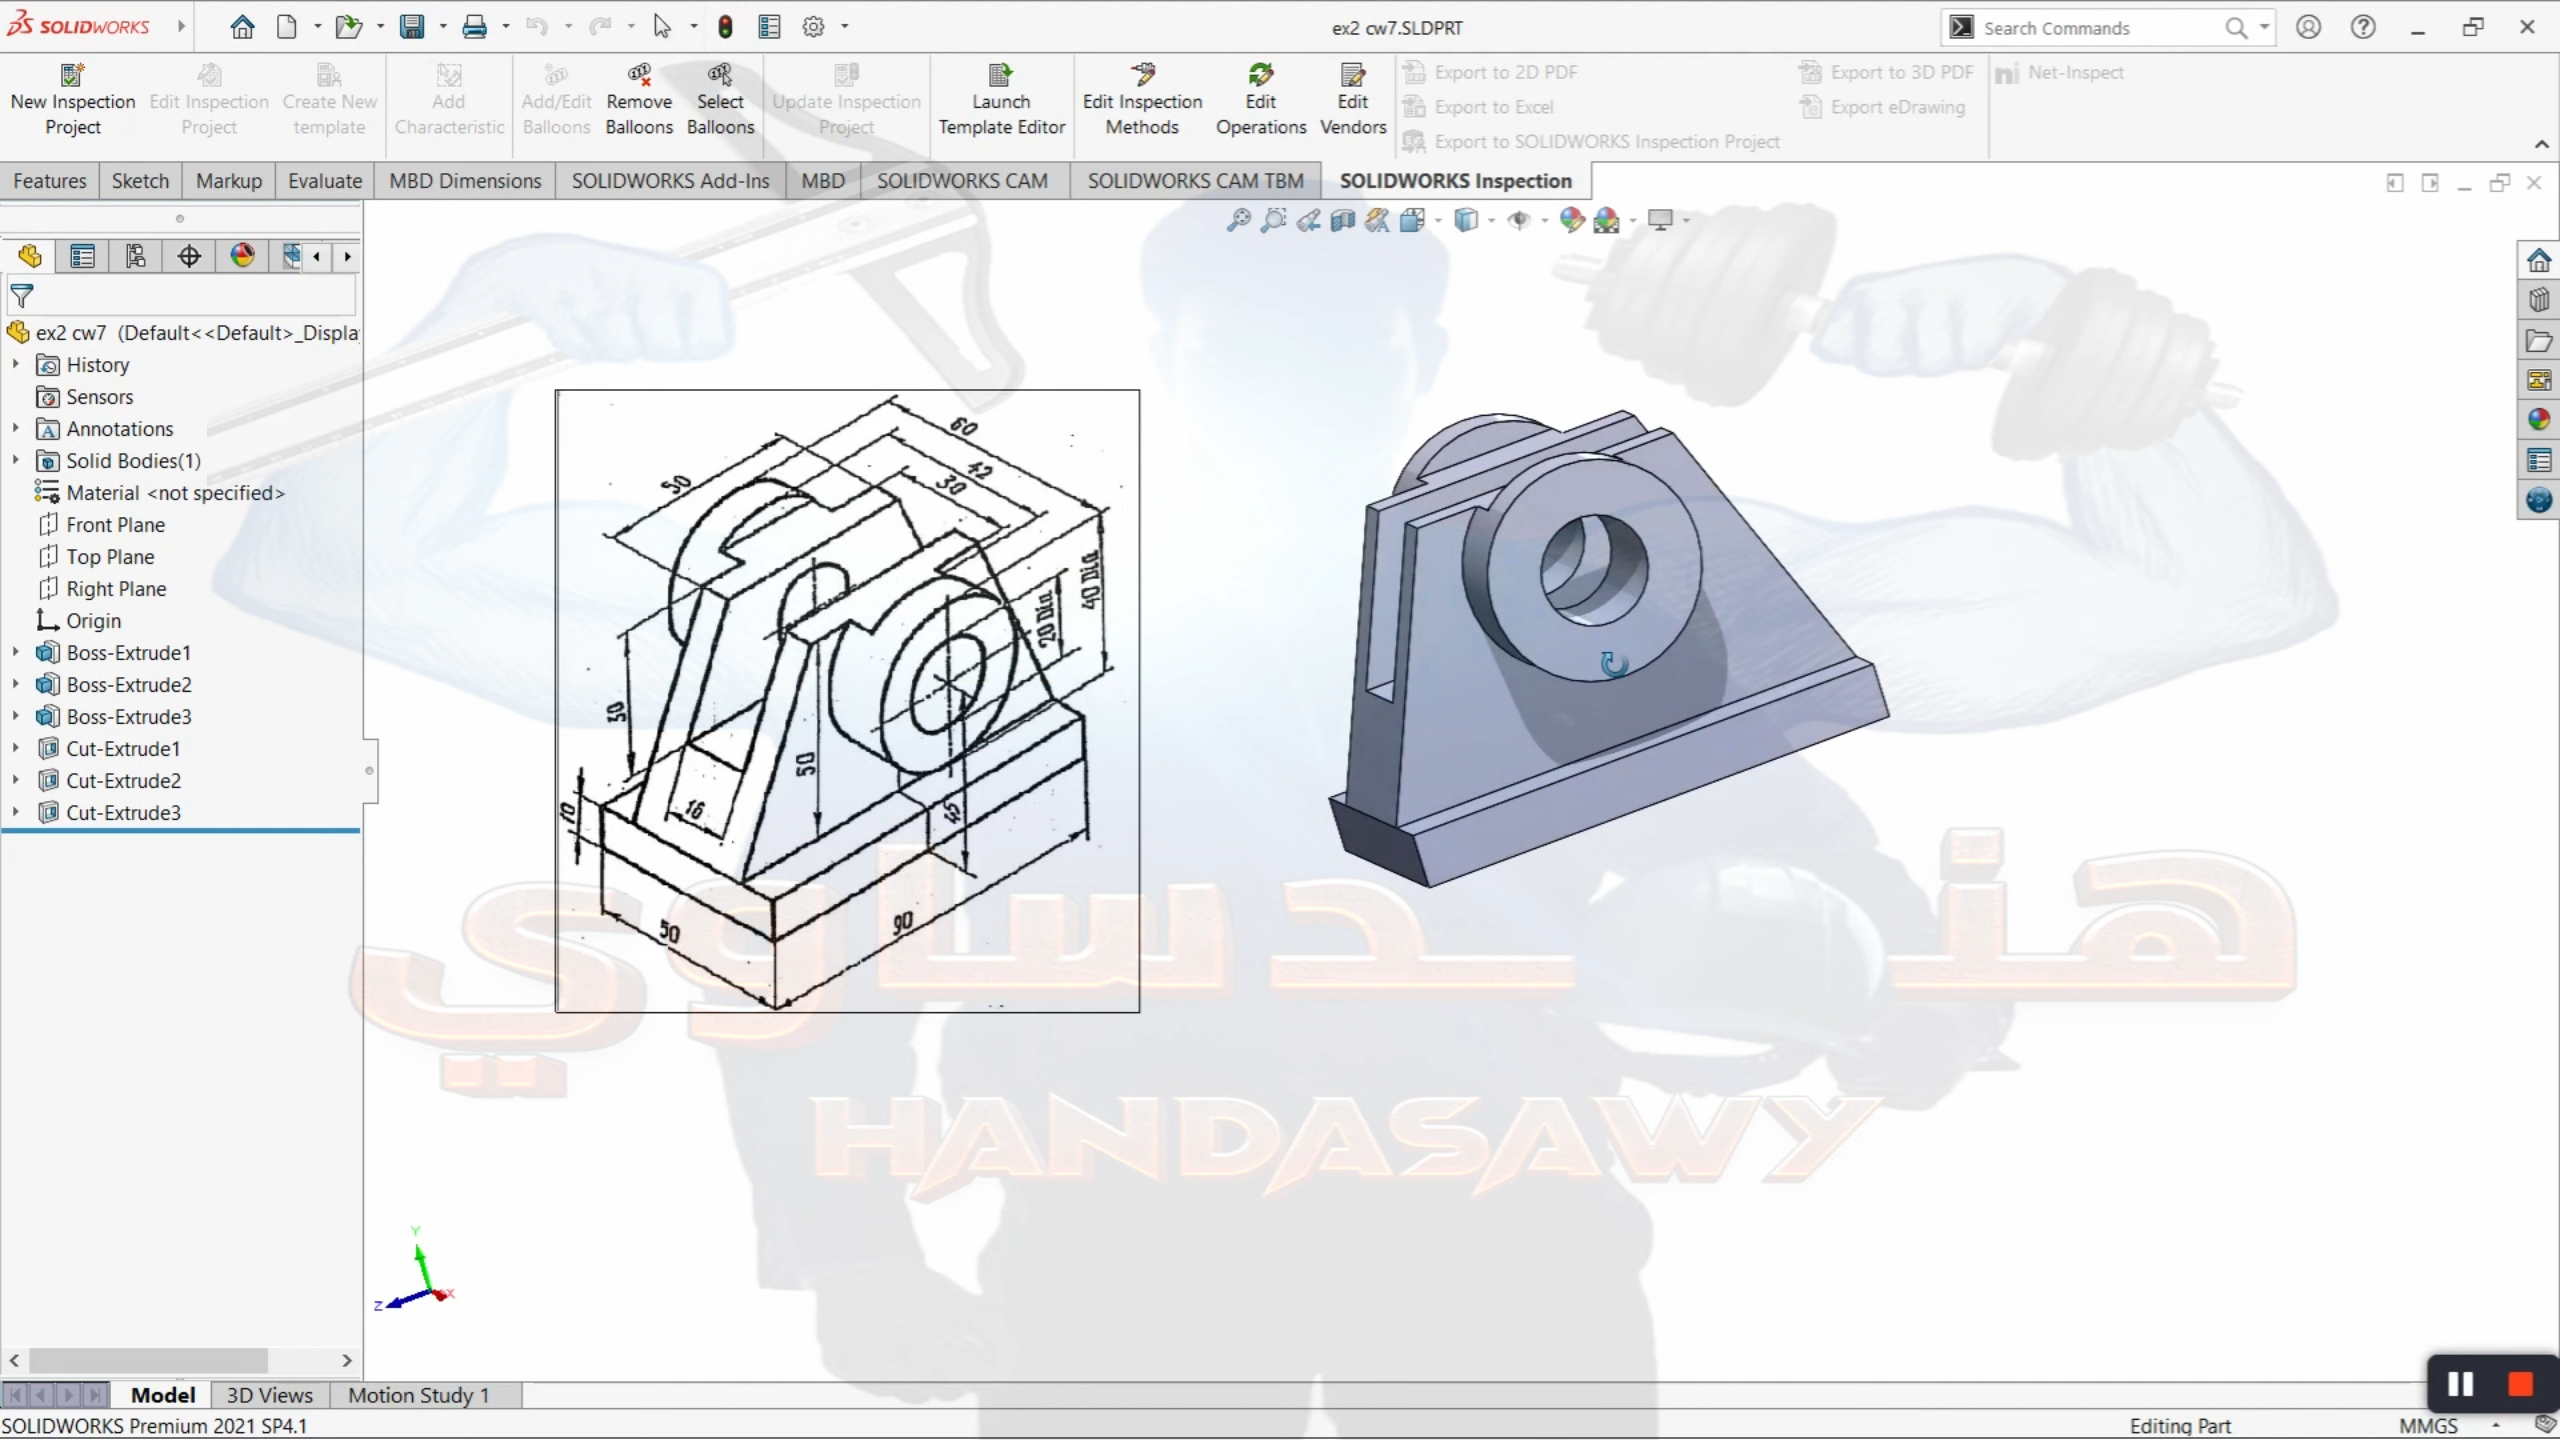 SOLIDWORKS
ex2 cw7.SLDPRT
Search Commands
New Inspection Project
Edit Inspection Project
Create New template
Add Characteristic
Add/Edit Balloons
Remove Balloons
Select Balloons
Update Inspection Project
Launch Template Editor
Edit Inspection Methods
Edit Operations
Edit Vendors
Export to 2D PDF
Export to Excel
Export to SOLIDWORKS Inspection Project
Export to 3D PDF
Export eDrawing
Net-Inspect
Features
Sketch
Markup
Evaluate
MBD Dimensions
SOLIDWORKS Add-Ins
MBD
SOLIDWORKS CAM
SOLIDWORKS CAM TBM
SOLIDWORKS Inspection
ex2 cw7 (Default<<Default>_Displa
History
Sensors
Annotations
Solid Bodies(1)
Material <not specified>
Front Plane
Top Plane
Right Plane
Origin
Boss-Extrude1
Boss-Extrude2
Boss-Extrude3
Cut-Extrude1
Cut-Extrude2
Cut-Extrude3
60
50
42
30
40 Dia
20 Dia.
50
16
10
45
50
90
هندساوي
HANDASAWY
Y
Z
X
Model
3D Views
Motion Study 1
SOLIDWORKS Premium 2021 SP4.1
Editing Part
MMGS